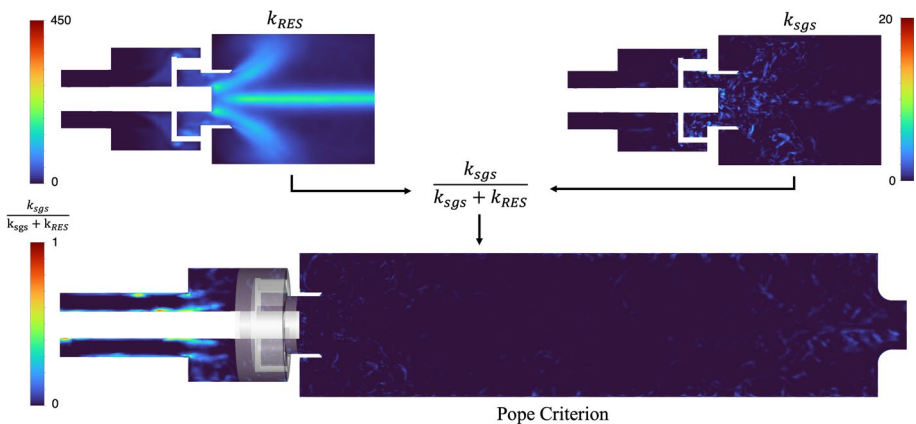 450
k_RES
0
k_sgs
20
0
k_sgs
k_sgs + k_RES
k_sgs
k_sgs + k_RES
1
0
Pope Criterion